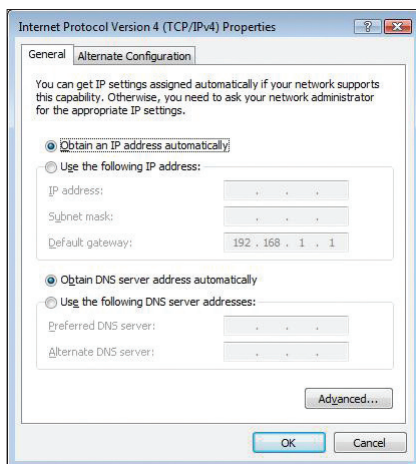 Internet Protocol Version 4 (TCP/IPv4) Properties
General
Alternate Configuration
You can get IP settings assigned automatically if your network supports
this capability. Otherwise, you need to ask your network administrator
for the appropriate IP settings.
Obtain an IP address automatically
Use the following IP address:
IP address: . . .
Subnet mask: . . .
Default gateway: 192 . 168 . 1 . 1
Obtain DNS server address automatically
Use the following DNS server addresses:
Preferred DNS server: . . .
Alternate DNS server: . . .
Advanced...
OK
Cancel